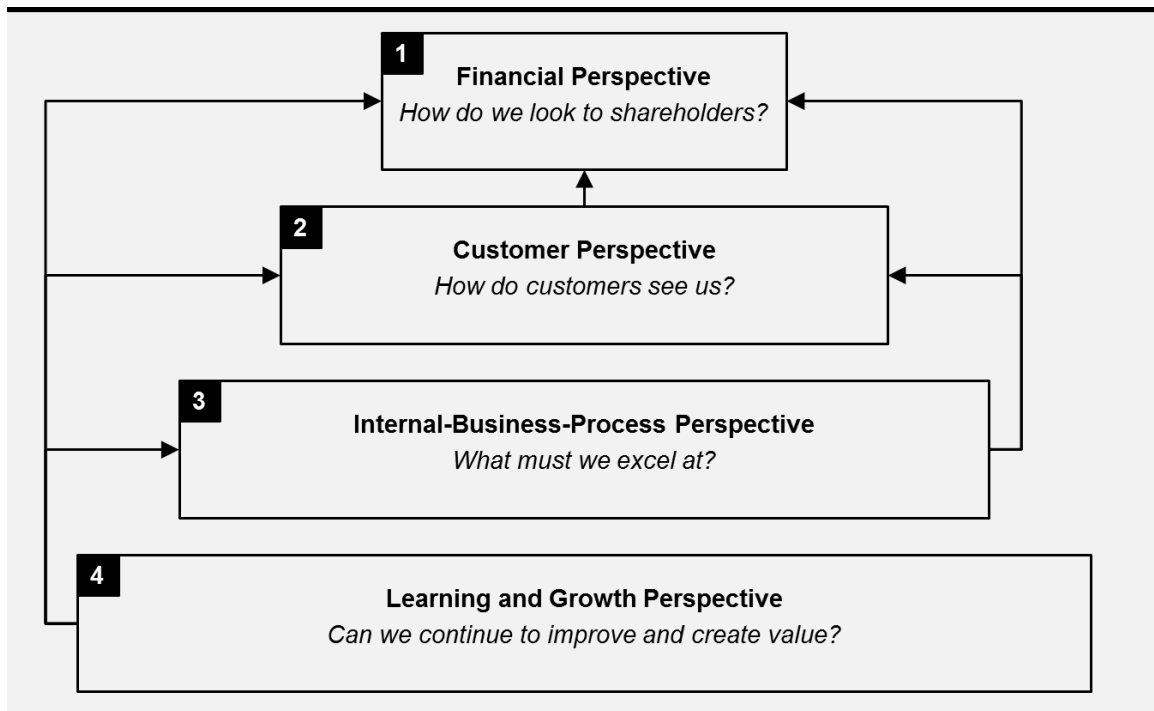 1
Financial Perspective
How do we look to shareholders?
2
Customer Perspective
How do customers see us?
3
Internal-Business-Process Perspective
What must we excel at?
4
Learning and Growth Perspective
Can we continue to improve and create value?